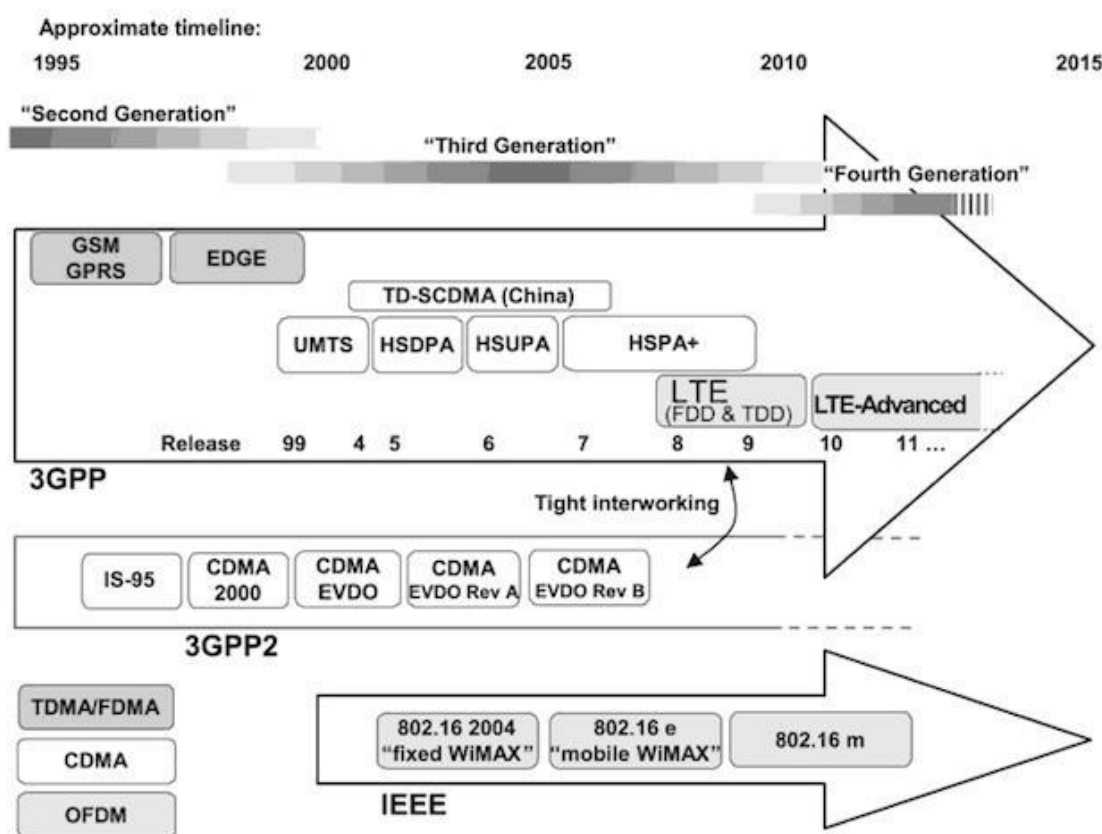 Approximate timeline:
1995 2000 2005 2010 2015
“Second Generation”
“Third Generation”
“Fourth Generation”
GSM
GPRS
EDGE
TD-SCDMA (China)
UMTS
HSDPA
HSUPA
HSPA+
LTE
(FDD & TDD)
LTE-Advanced
Release 99 4 5 6 7 8 9 10 11 ...
3GPP
Tight interworking
IS-95
CDMA
2000
CDMA
EVDO
CDMA
EVDO Rev A
CDMA
EVDO Rev B
3GPP2
TDMA/FDMA
CDMA
OFDM
802.16 2004
“fixed WiMAX”
802.16 e
“mobile WiMAX”
802.16 m
IEEE